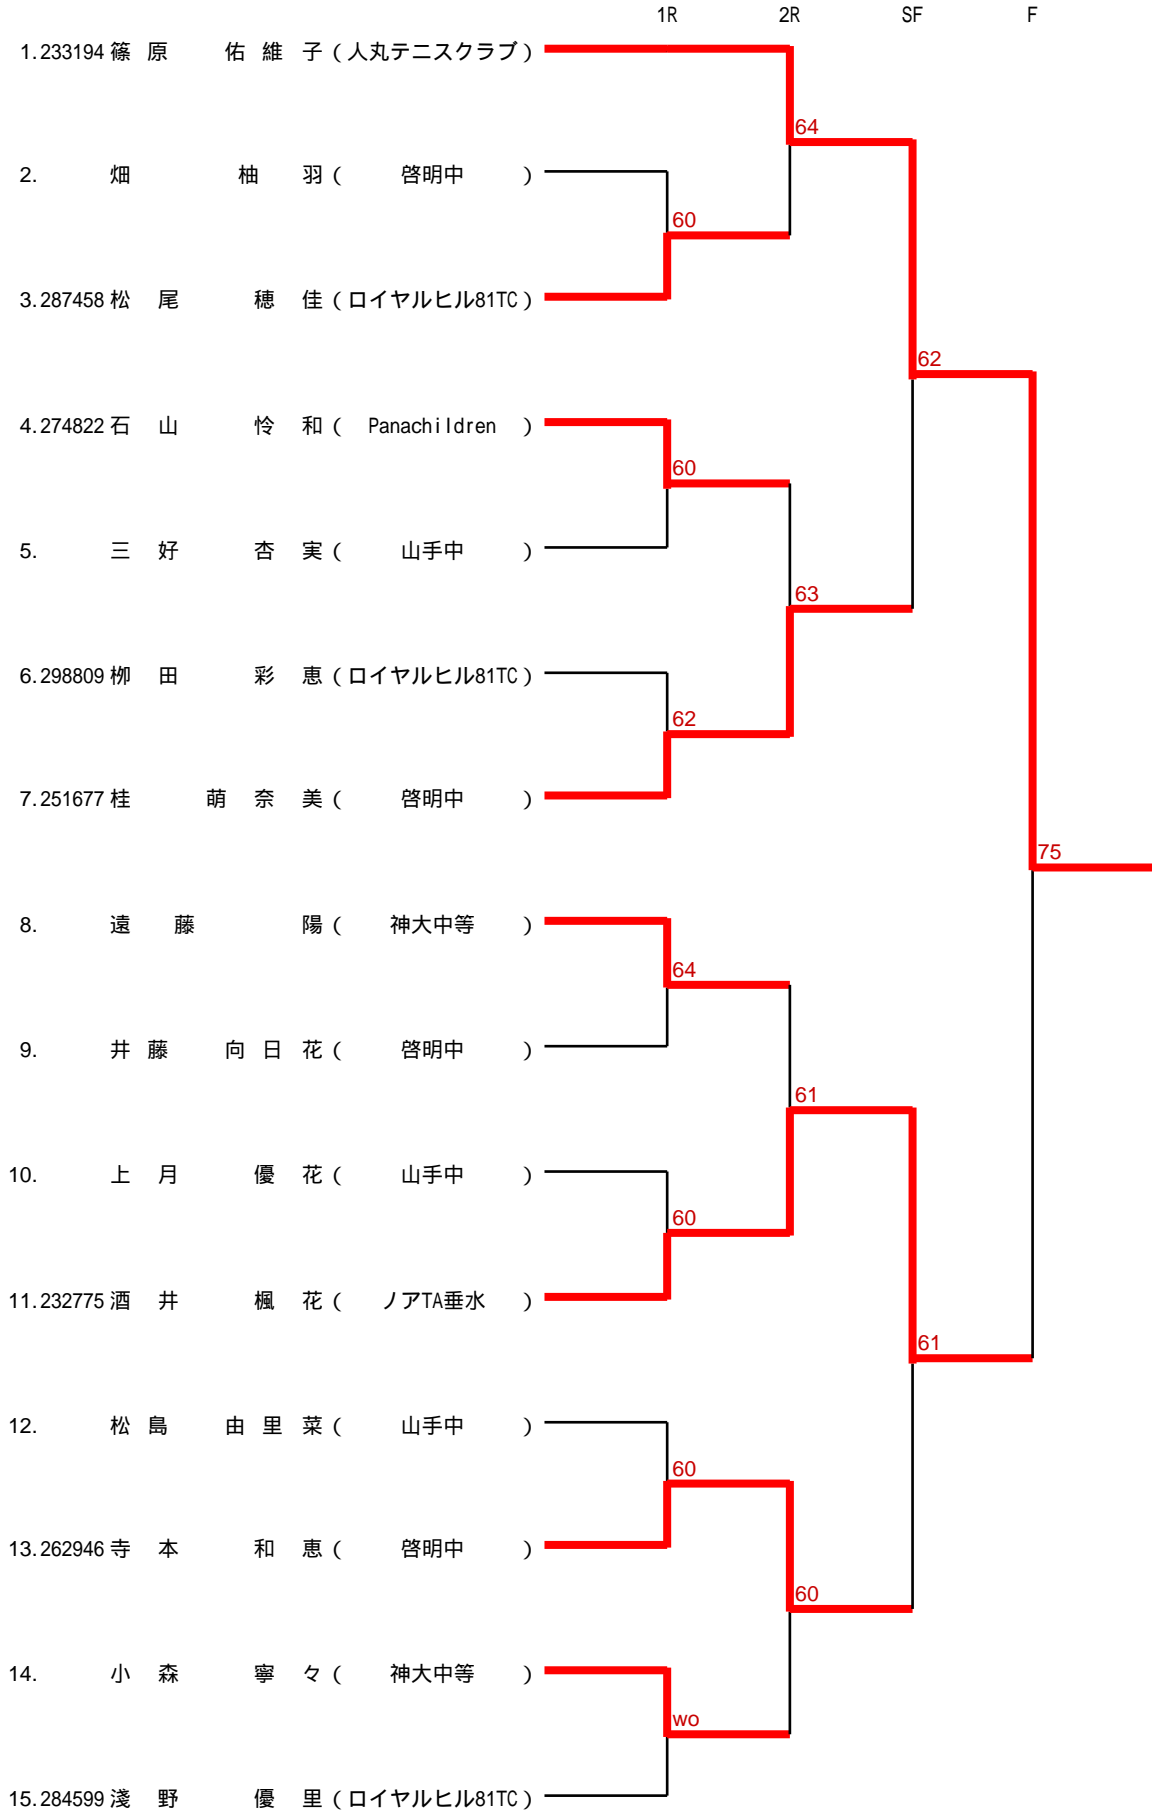 1R 2R SF F
1.233194 篠原 佑維子(人丸テニスクラブ)
64
2. 畑 柚羽(啓明中)
60
3.287458 松尾 穂佳(ロイヤルヒル81TC)
62
4.274822 石山 怜和(Panachildren)
60
5. 三好 杏実(山手中)
63
6.298809 栁田 彩恵(ロイヤルヒル81TC)
62
7.251677 桂 萌奈美(啓明中)
75
8. 遠藤 陽(神大中等)
64
9. 井藤 向日花(啓明中)
61
10. 上月 優花(山手中)
60
11.232775 酒井 楓花(ノアTA垂水)
61
12. 松島 由里菜(山手中)
60
13.262946 寺本 和恵(啓明中)
60
14. 小森 寧々(神大中等)
wo
15.284599 淺野 優里(ロイヤルヒル81TC)